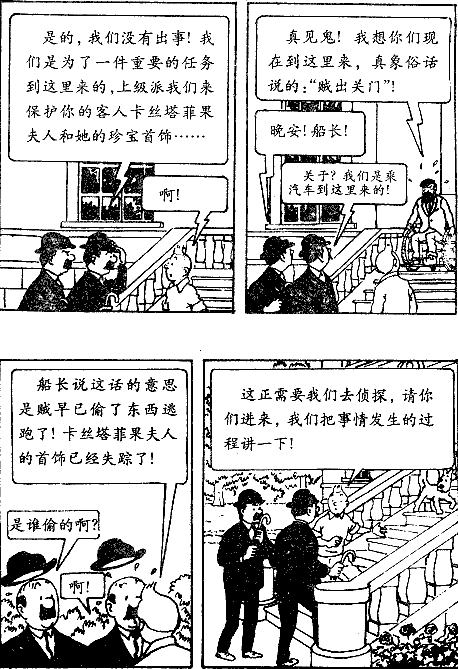 是的，我们没有出事！我
们是为了一件重要的任务
到这里来的，上级派我们来
保护你的客人卡丝塔菲果
夫人和她的珍宝首饰……
啊！
真见鬼！我想你们现
在到这里来，真象俗话
说的：“贼出关门”！
晚安！船长！
关于？我们是乘
汽车到这里来的！
船长说这话的意思
是贼早已偷了东西逃
跑了！卡丝塔菲果夫人
的首饰已经失踪了！
是谁偷的啊？
啊！
这正需要我们去侦探，请你
们进来，我们把事情发生的过
程讲一下！